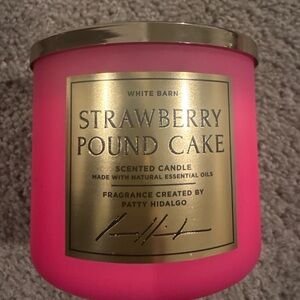 WHITE BARN
STRAWBERRY
POUND CAKE
SCENTED CANDLE
MADE WITH NATURAL ESSENTIAL OILS
FRAGRANCE CREATED BY
PATTY HIDALGO